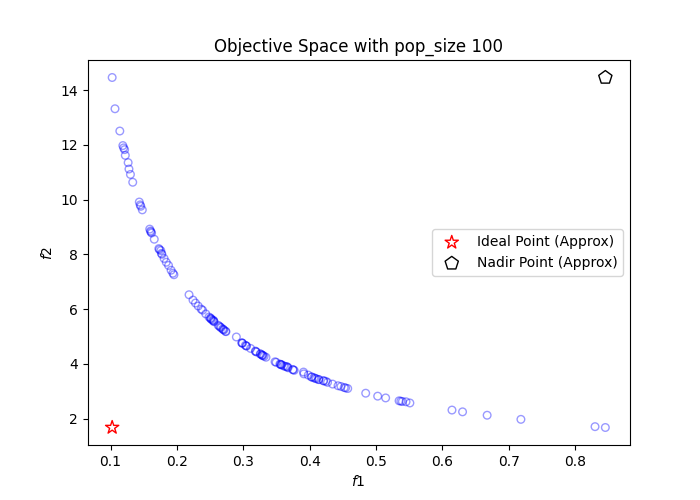 Objective Space with pop_size 100
14
12
10
8
6
4
2
f2
Ideal Point (Approx)
Nadir Point (Approx)
0.1 0.2 0.3 0.4 0.5 0.6 0.7 0.8
f1